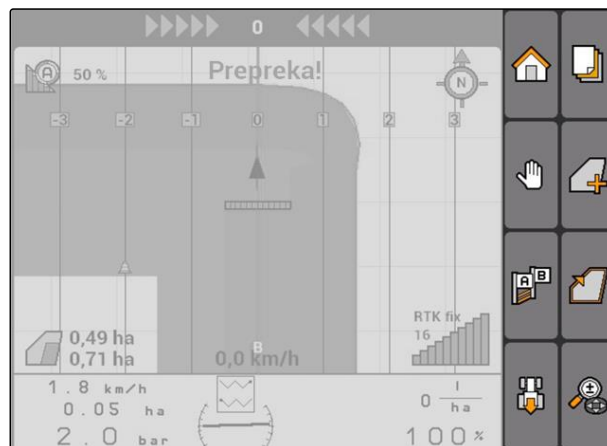 0
A 50 %
Prepreka!
N
-3 -2 -1 0 1 2 3
A
RTK fix
16
0,49 ha
0,71 ha
0,0 km/h
B
1.8 km/h
0.05 ha
2.0 bar
0 l/ha
100 %
A B